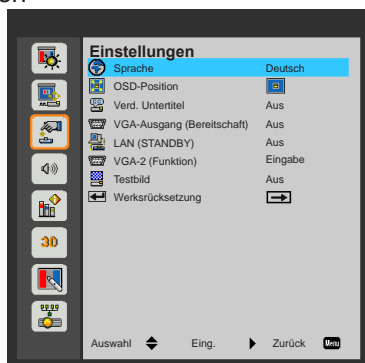 Einstellungen
Sprache Deutsch
OSD-Position
Verd. Untertitel Aus
VGA-Ausgang (Bereitschaft) Aus
LAN (STANDBY) Aus
VGA-2 (Funktion) Eingabe
Testbild Aus
Werksrücksetzung
3D
Auswahl Eing. Zurück Menu